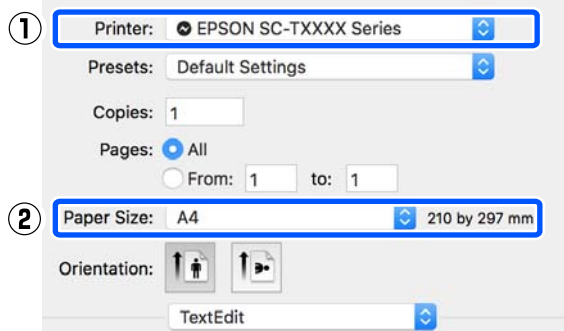 ① Printer: EPSON SC-TXXXX Series
Presets: Default Settings
Copies: 1
Pages: All
From: 1 to: 1
② Paper Size: A4 210 by 297 mm
Orientation:
TextEdit